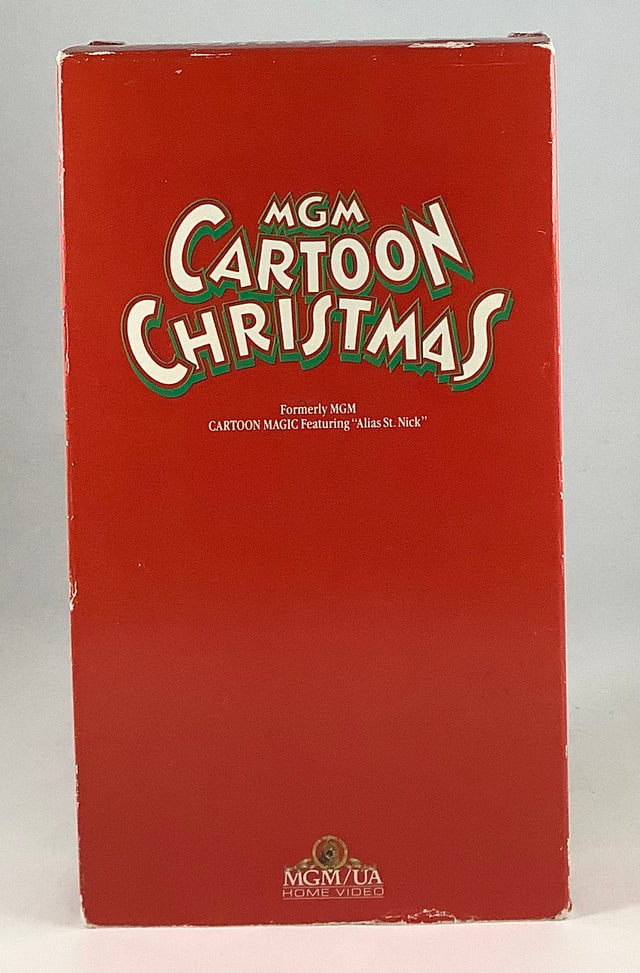 MGM
CARTOON
CHRISTMAS
Formerly MGM
CARTOON MAGIC Featuring "Alias St. Nick"
MGM/UA
HOME VIDEO